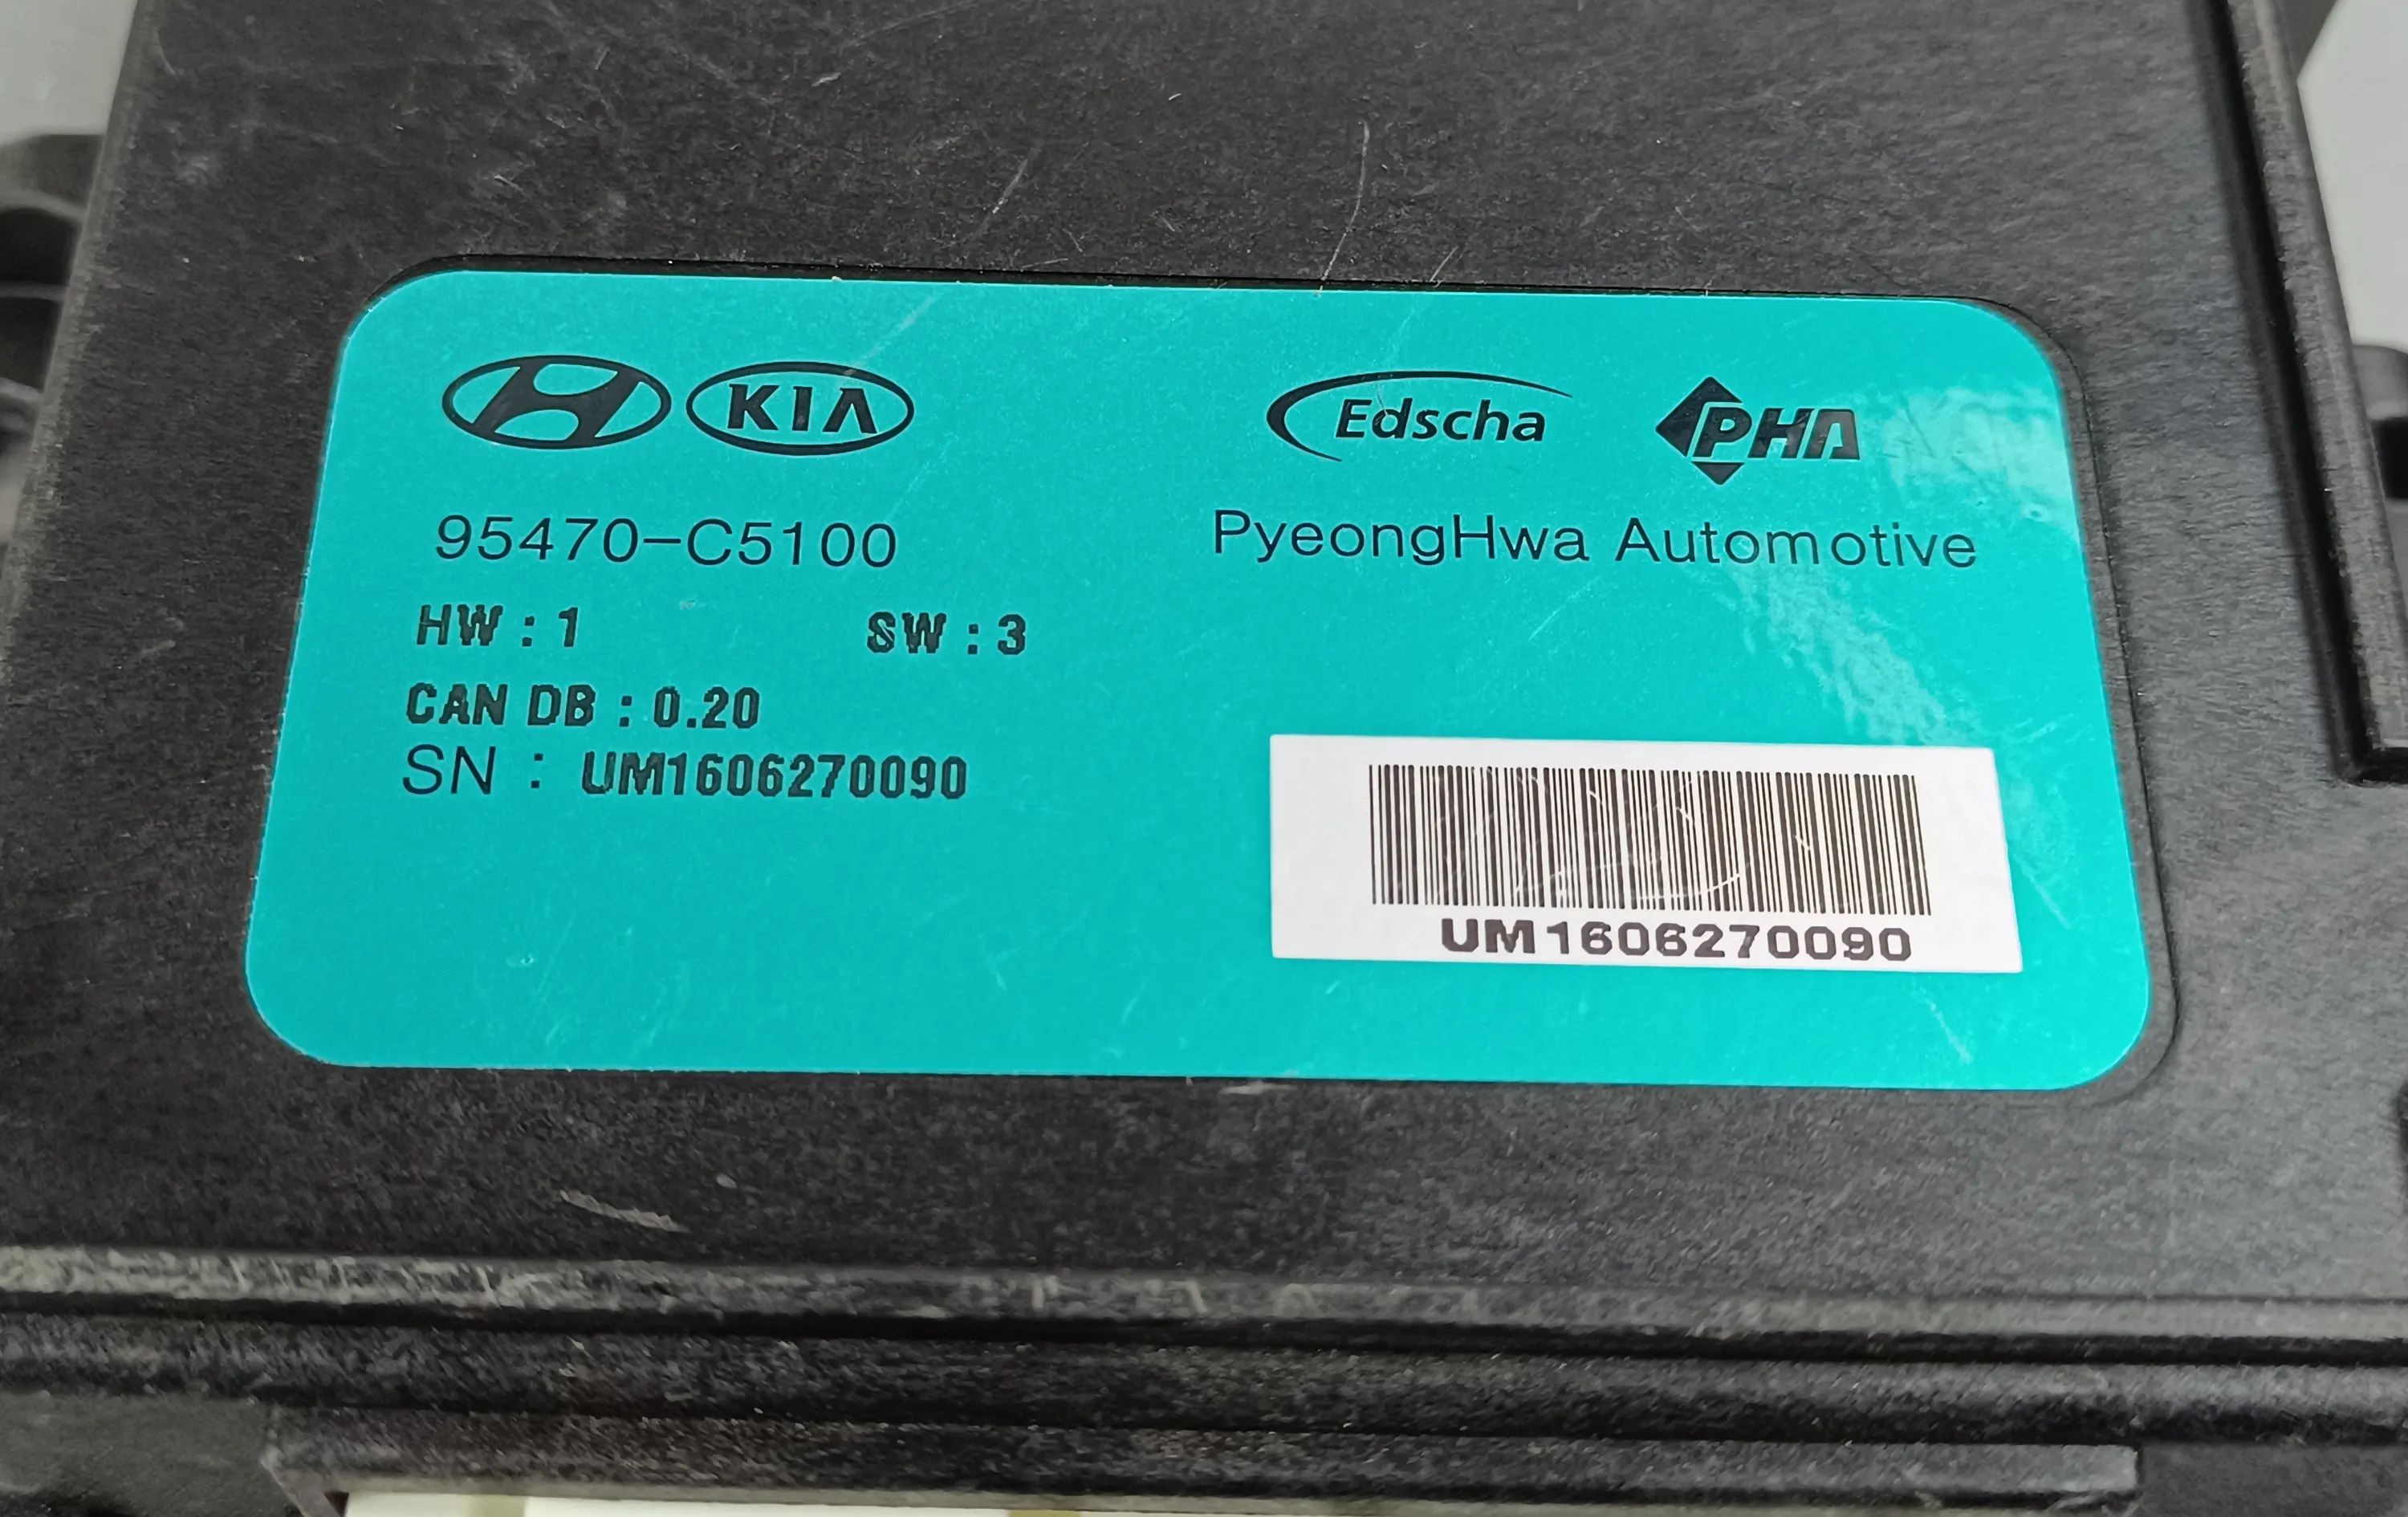 KIA
Edscha PHA
95470-C5100
PyeongHwa Automotive
HW : 1 SW : 3
CAN DB : 0.20
SN : UM1606270090
UM1606270090